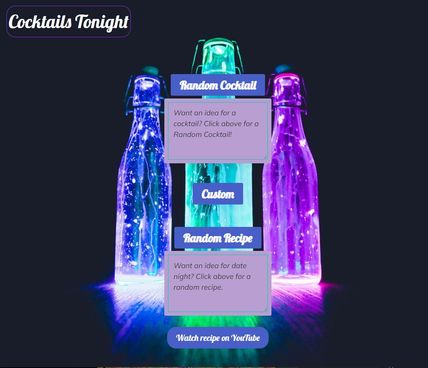 Cocktails Tonight
Random Cocktail
Want an idea for a
cocktail? Click above for a
Random Cocktail!
Custom
Random Recipe
Want an idea for date
night? Click above for a
random recipe.
Watch recipe on YouTube